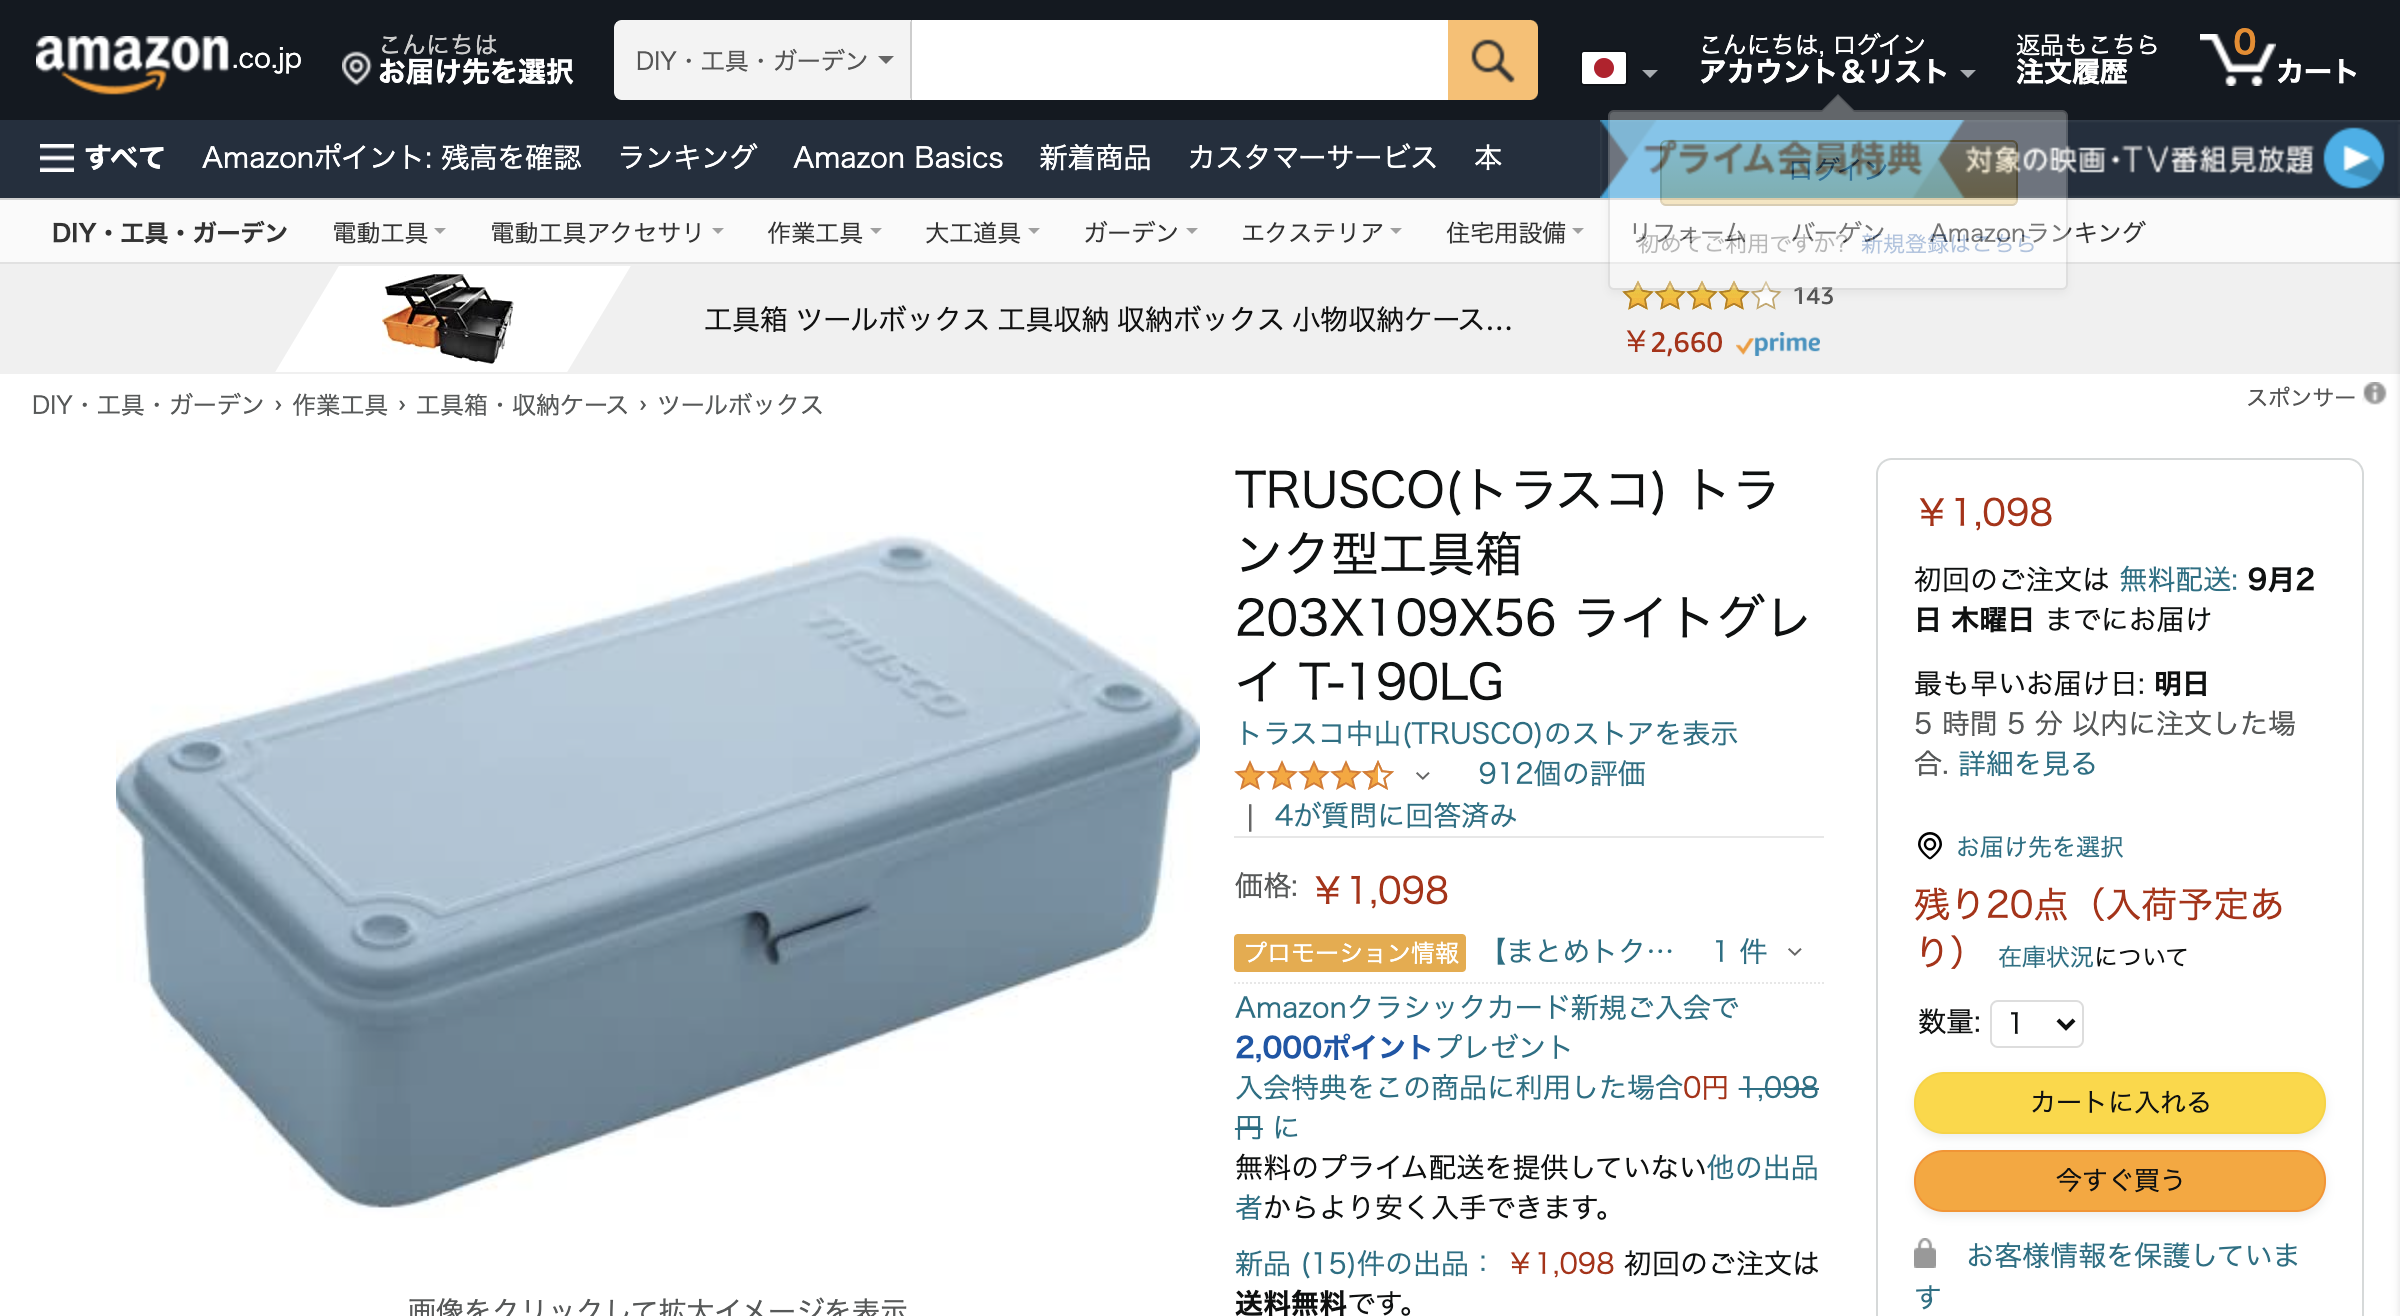 amazon.co.jp
こんにちは
お届け先を選択
DIY・工具・ガーデン
こんにちは, ログイン
アカウント＆リスト
返品もこちら
注文履歴
0
カート
すべて
Amazonポイント: 残高を確認
ランキング
Amazon Basics
新着商品
カスタマーサービス
本
プライム会員特典
ログイン
対象の映画・TV番組見放題
DIY・工具・ガーデン
電動工具
電動工具アクセサリ
作業工具
大工道具
ガーデン
エクステリア
住宅用設備
リフォーム
バーゲン
Amazonランキング
初めてご利用ですか? 新規登録はこちら
工具箱 ツールボックス 工具収納 収納ボックス 小物収納ケース...
143
￥2,660 prime
スポンサー
DIY・工具・ガーデン › 作業工具 › 工具箱・収納ケース › ツールボックス
TRUSCO
画像をクリックして拡大イメージを表示
TRUSCO(トラスコ) トラ
ンク型工具箱
203X109X56 ライトグレ
イ T-190LG
トラスコ中山(TRUSCO)のストアを表示
912個の評価
| 4が質問に回答済み
価格: ￥1,098
プロモーション情報 【まとめトク… 1 件
Amazonクラシックカード新規ご入会で
2,000ポイントプレゼント
入会特典をこの商品に利用した場合0円 1,098
円 に
無料のプライム配送を提供していない他の出品
者からより安く入手できます。
新品 (15)件の出品： ￥1,098 初回のご注文は
送料無料です。
￥1,098
初回のご注文は 無料配送: 9月2
日 木曜日 までにお届け
最も早いお届け日: 明日
5 時間 5 分 以内に注文した場
合. 詳細を見る
お届け先を選択
残り20点（入荷予定あ
り） 在庫状況について
数量: 1
カートに入れる
今すぐ買う
お客様情報を保護していま
す